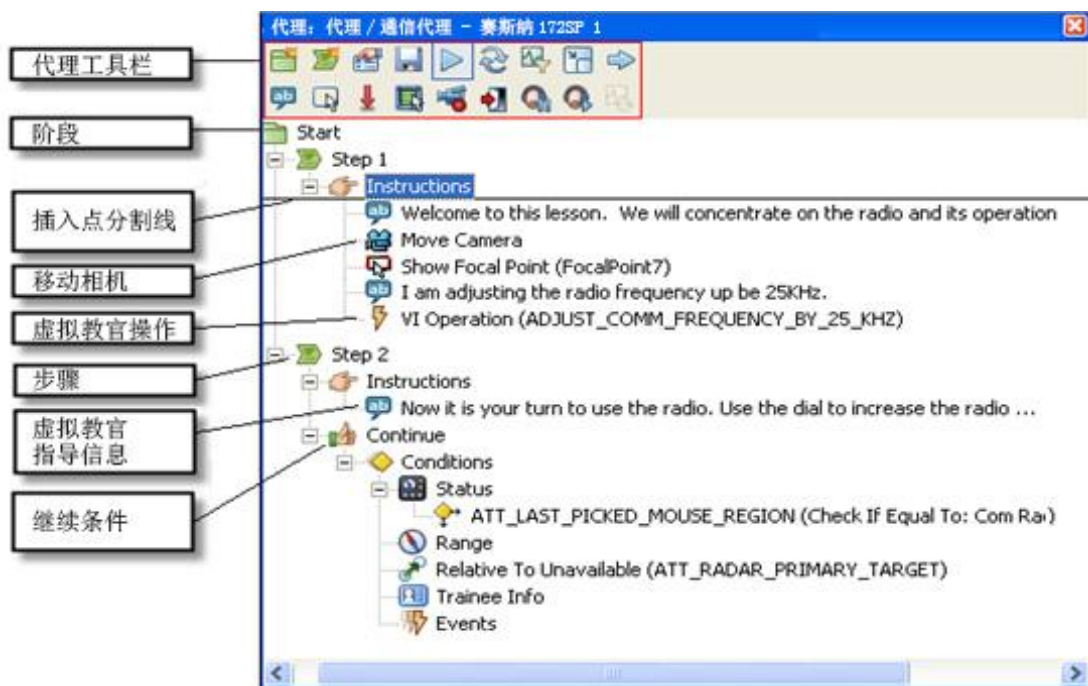 代理：代理／通信代理 - 赛斯纳 172SP 1
代理工具栏
阶段
插入点分割线
移动相机
虚拟教官操作
步骤
虚拟教官
指导信息
继续条件
Start
Step 1
Instructions
Welcome to this lesson. We will concentrate on the radio and its operation
Move Camera
Show Focal Point (FocalPoint7)
I am adjusting the radio frequency up be 25KHz.
VI Operation (ADJUST_COMM_FREQUENCY_BY_25_KHZ)
Step 2
Instructions
Now it is your turn to use the radio. Use the dial to increase the radio ...
Continue
Conditions
Status
ATT_LAST_PICKED_MOUSE_REGION (Check If Equal To: Com Ra
Range
Relative To Unavailable (ATT_RADAR_PRIMARY_TARGET)
Trainee Info
Events